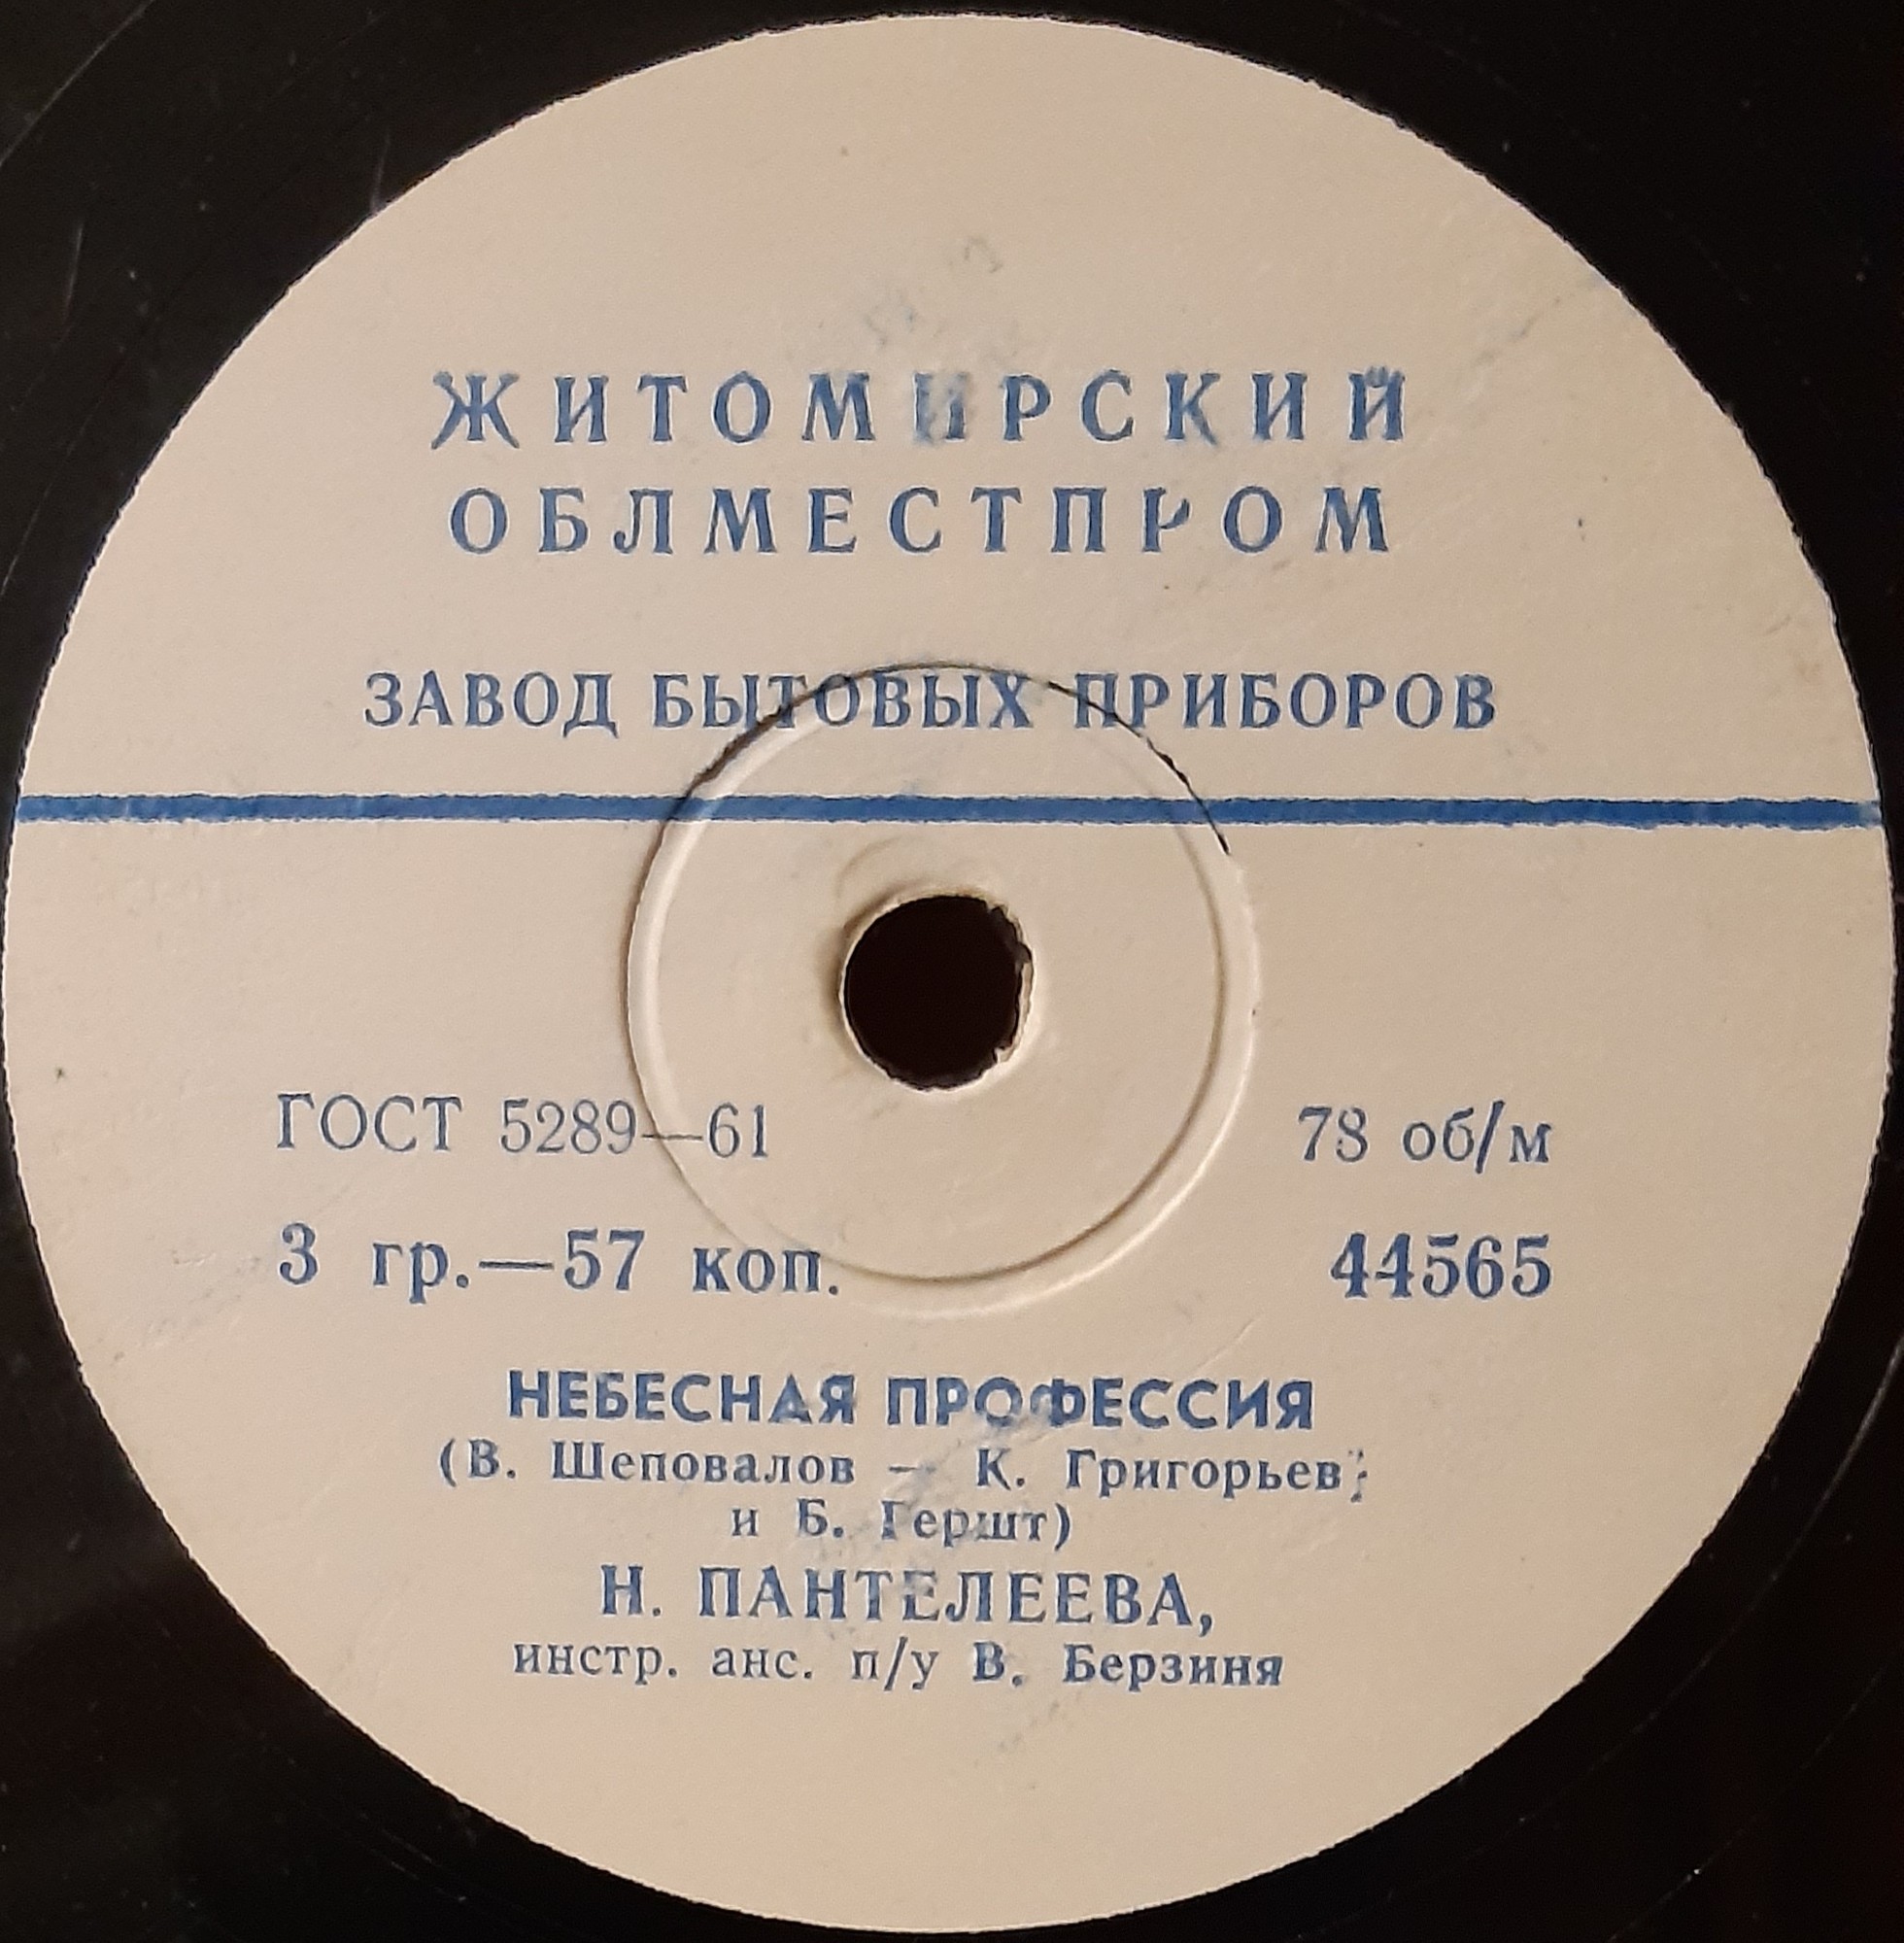 ЖИТОМИРСКИЙ
ОБЛМЕСТПРОМ
ЗАВОД БЫТОВЫХ ПРИБОРОВ
ГОСТ 5289—61 78 об/м
3 гр.—57 коп. 44565
НЕБЕСНАЯ ПРОФЕССИЯ
(В. Шеповалов — К. Григорьев
и Б. Гершт)
Н. ПАНТЕЛЕЕВА,
инстр. анс. п/у В. Берзиня